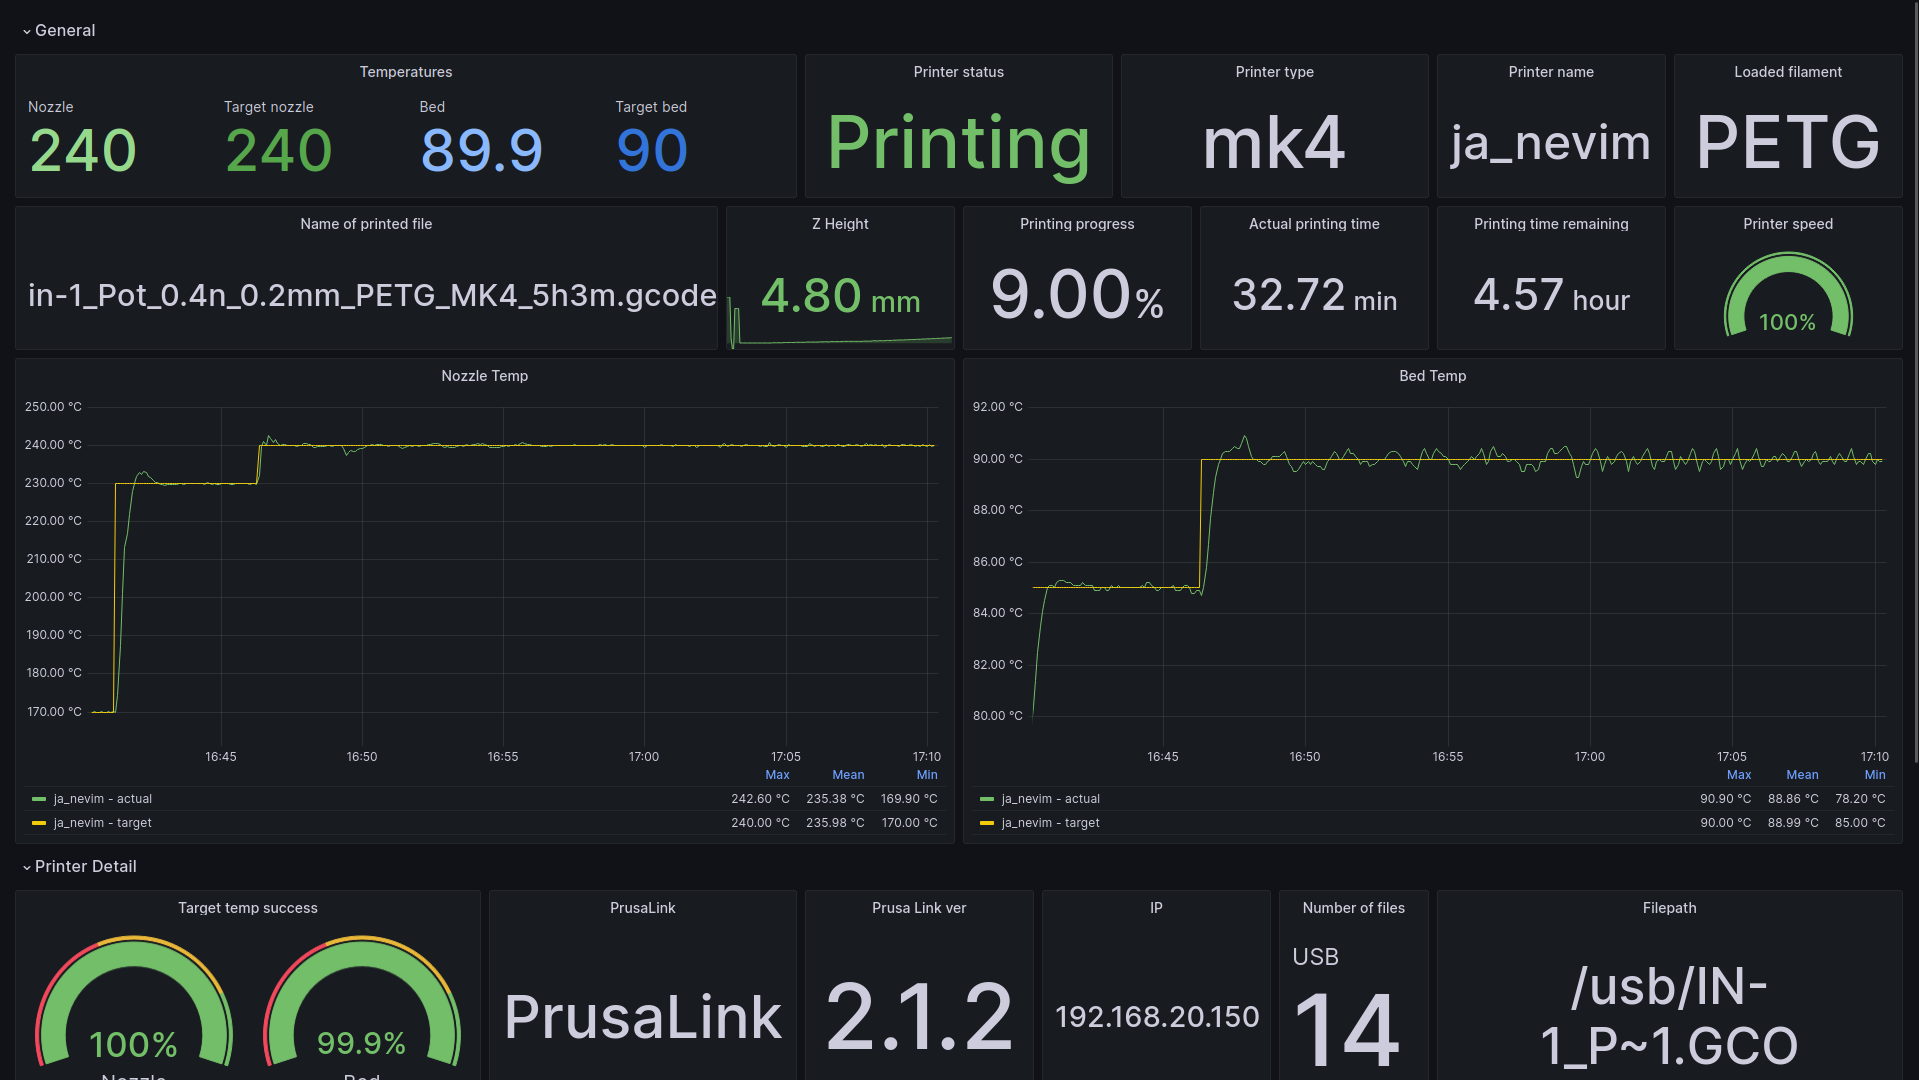 General
Temperatures
Nozzle
240
Target nozzle
240
Bed
89.9
Target bed
90
Printer status
Printing
Printer type
mk4
Printer name
ja_nevim
Loaded filament
PETG
Name of printed file
in-1_Pot_0.4n_0.2mm_PETG_MK4_5h3m.gcode
Z Height
4.80 mm
Printing progress
9.00%
Actual printing time
32.72 min
Printing time remaining
4.57 hour
Printer speed
100%
Nozzle Temp
250.00 °C
240.00 °C
230.00 °C
220.00 °C
210.00 °C
200.00 °C
190.00 °C
180.00 °C
170.00 °C
16:45 16:50 16:55 17:00 17:05 17:10
Max Mean Min
ja_nevim - actual 242.60 °C 235.38 °C 169.90 °C
ja_nevim - target 240.00 °C 235.98 °C 170.00 °C
Bed Temp
92.00 °C
90.00 °C
88.00 °C
86.00 °C
84.00 °C
82.00 °C
80.00 °C
16:45 16:50 16:55 17:00 17:05 17:10
Max Mean Min
ja_nevim - actual 90.90 °C 88.86 °C 78.20 °C
ja_nevim - target 90.00 °C 88.99 °C 85.00 °C
Printer Detail
Target temp success
100%
Nozzle
99.9%
Bed
PrusaLink
PrusaLink
Prusa Link ver
2.1.2
IP
192.168.20.150
Number of files
USB
14
Filepath
/usb/IN-
1_P~1.GCO